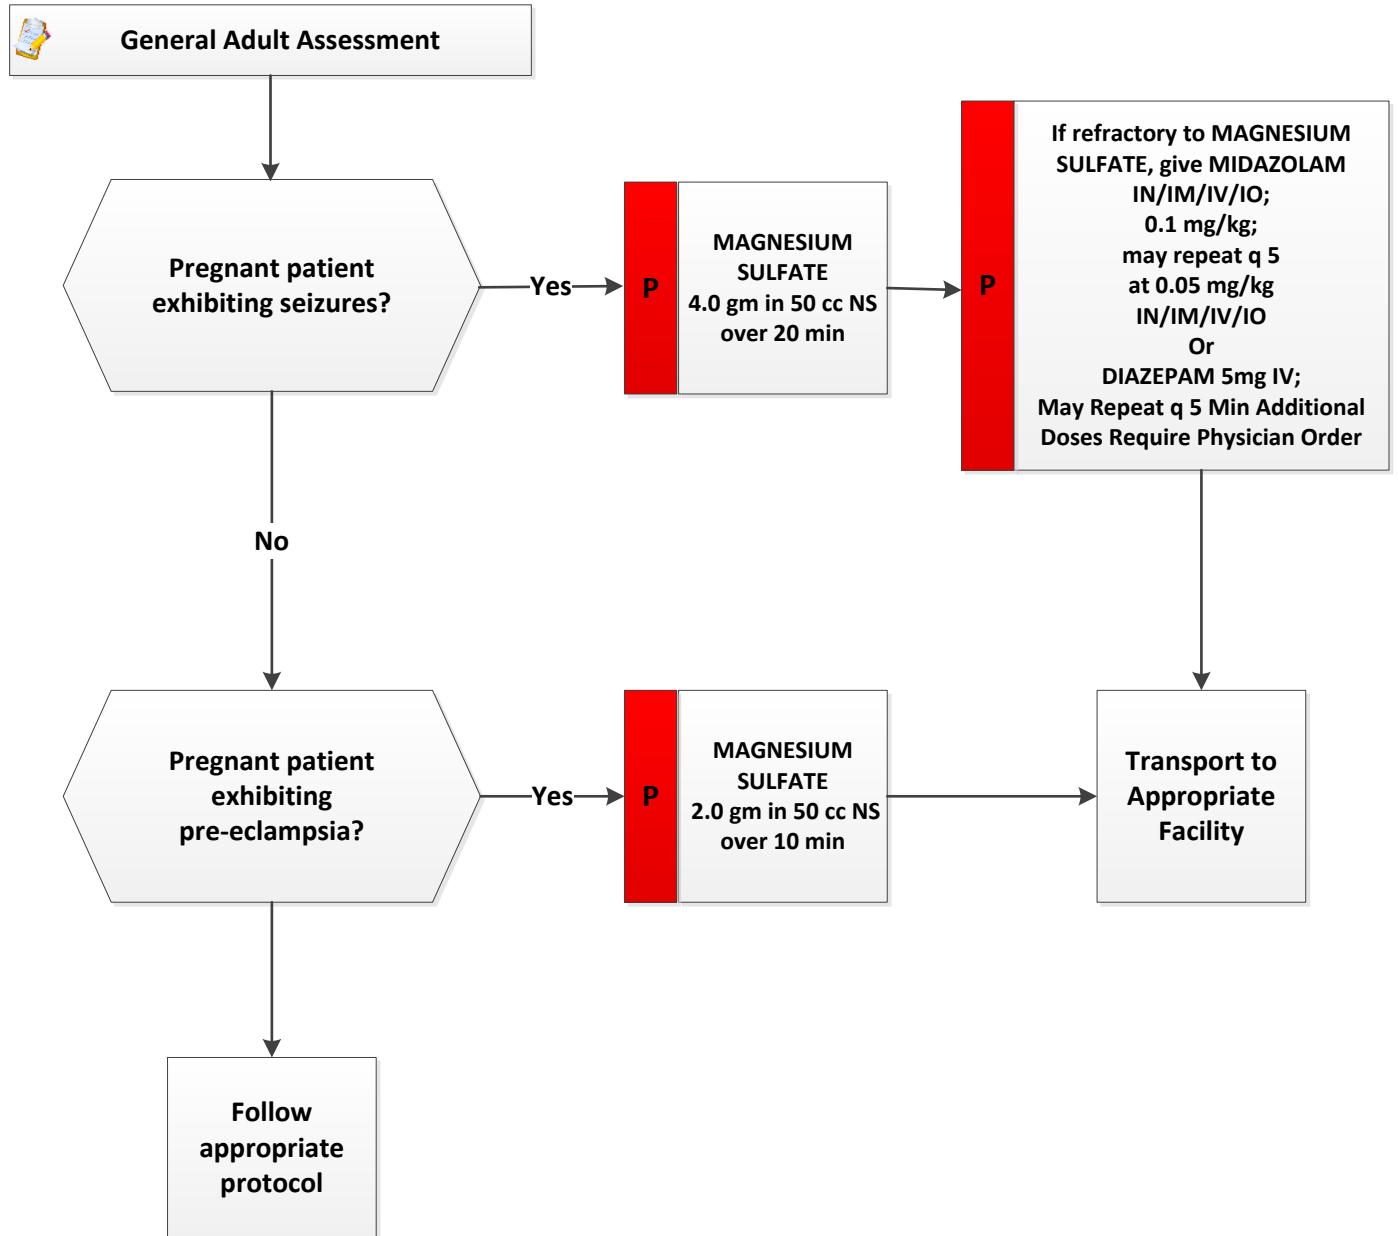 General Adult Assessment
Pregnant patient
exhibiting seizures?
Yes
P
MAGNESIUM
SULFATE
4.0 gm in 50 cc NS
over 20 min
P
If refractory to MAGNESIUM
SULFATE, give MIDAZOLAM
IN/IM/IV/IO;
0.1 mg/kg;
may repeat q 5
at 0.05 mg/kg
IN/IM/IV/IO
Or
DIAZEPAM 5mg IV;
May Repeat q 5 Min Additional
Doses Require Physician Order
No
Pregnant patient
exhibiting
pre-eclampsia?
Yes
P
MAGNESIUM
SULFATE
2.0 gm in 50 cc NS
over 10 min
Transport to
Appropriate
Facility
Follow
appropriate
protocol